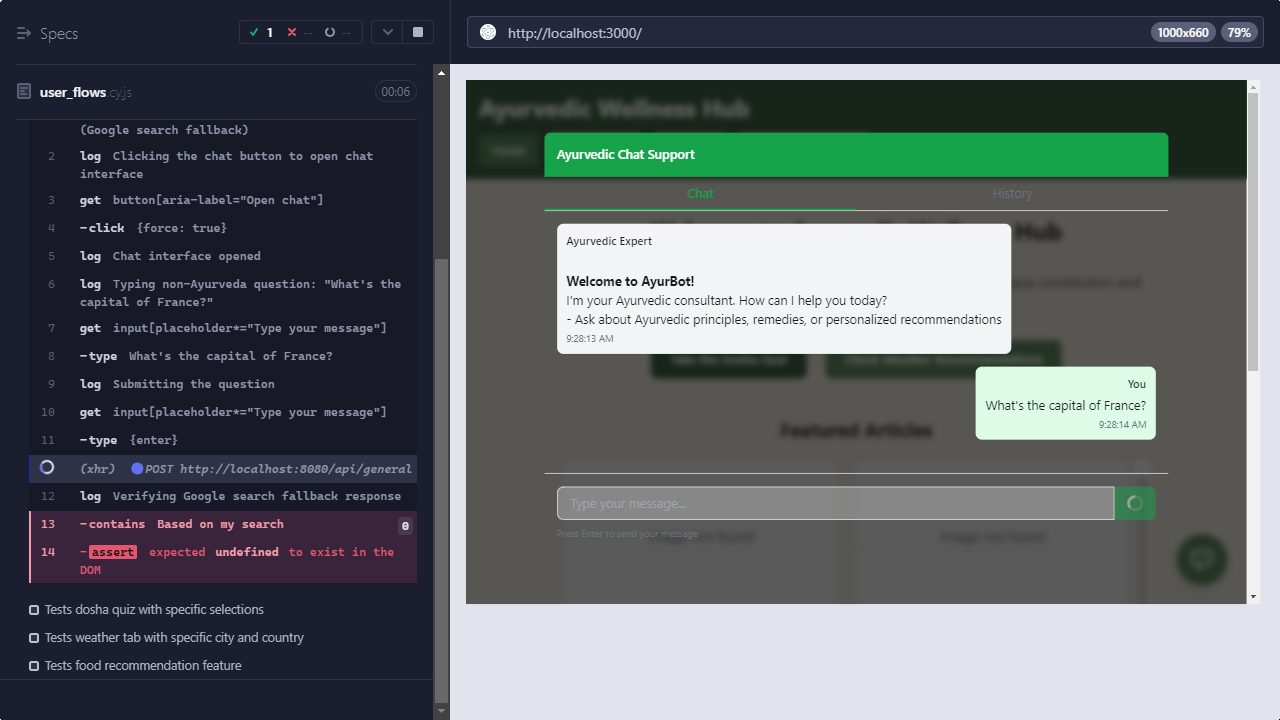 Specs
1
--
--
http://localhost:3000/
1000x660
79%
user_flows.cy.js
00:06
(Google search fallback)
2 log Clicking the chat button to open chat
interface
3 get button[aria-label="Open chat"]
4 -click {force: true}
5 log Chat interface opened
6 log Typing non-Ayurveda question: "What's the
capital of France?"
7 get input[placeholder*="Type your message"]
8 -type What's the capital of France?
9 log Submitting the question
10 get input[placeholder*="Type your message"]
11 -type {enter}
(xhr) POST http://localhost:8080/api/general
12 log Verifying Google search fallback response
13 -contains Based on my search 0
14 -assert expected undefined to exist in the
DOM
Tests dosha quiz with specific selections
Tests weather tab with specific city and country
Tests food recommendation feature
Ayurvedic Wellness Hub
Home
Ayurvedic Chat Support
Chat
History
Hub
constitution and
Ayurvedic Expert
Welcome to AyurBot!
I'm your Ayurvedic consultant. How can I help you today?
- Ask about Ayurvedic principles, remedies, or personalized recommendations
9:28:13 AM
You
What's the capital of France?
9:28:14 AM
Featured Articles
Type your message...
Press Enter to send your message
Image not found